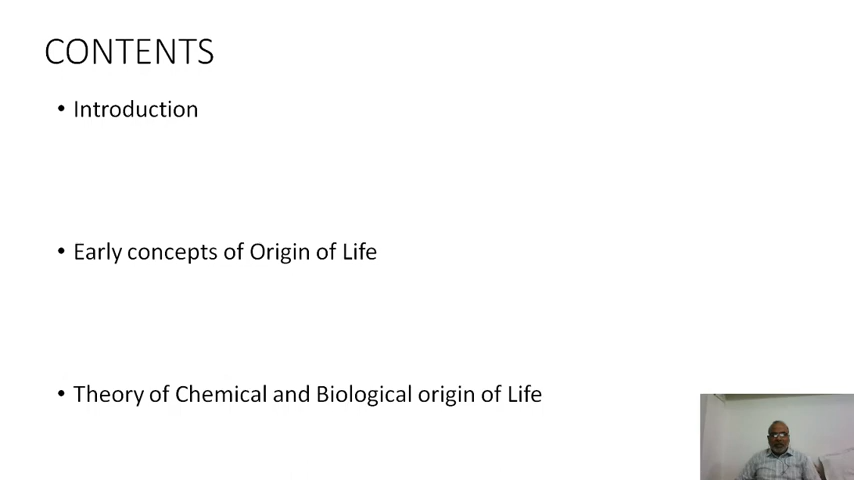 CONTENTS
• Introduction
• Early concepts of Origin of Life
• Theory of Chemical and Biological origin of Life